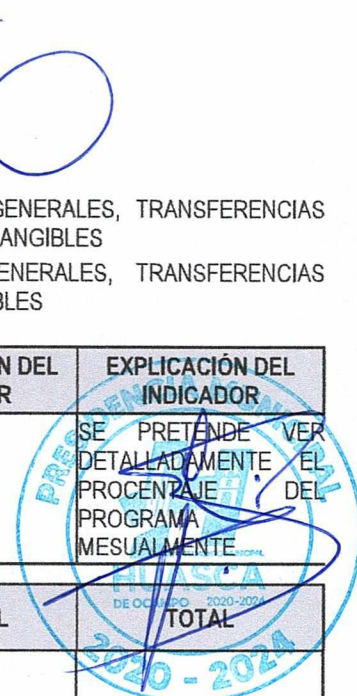 GENERALES, TRANSFERENCIAS
ANGIBLES
ENERALES, TRANSFERENCIAS
BLES
N DEL
R
EXPLICACIÓN DEL
INDICADOR
SE PRETENDE VER
DETALLADAMENTE EL
PROCENTAJE DEL
PROGRAMA
MESUALMENTE
PRESIDENCIA MUNICIPAL
HUASCA
DE OCAMPO 2020-2024
L
TOTAL
2020 - 2024